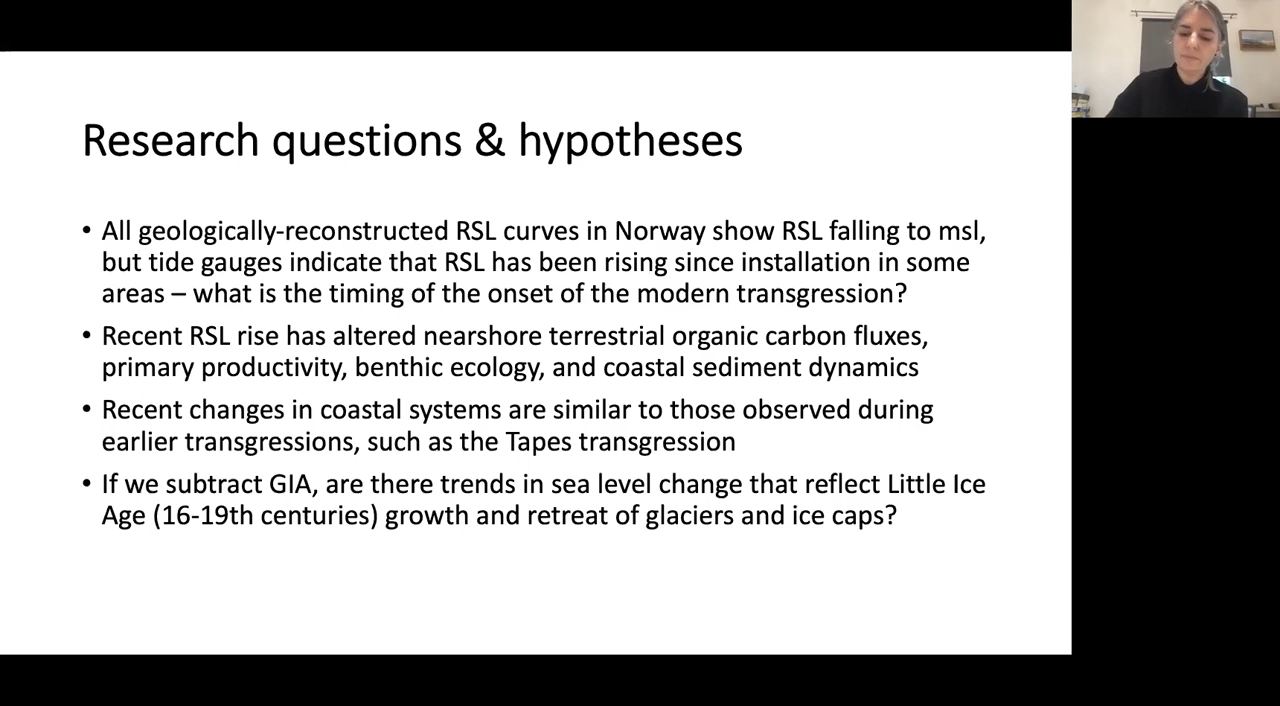 Research questions & hypotheses
• All geologically-reconstructed RSL curves in Norway show RSL falling to msl,
but tide gauges indicate that RSL has been rising since installation in some
areas – what is the timing of the onset of the modern transgression?
• Recent RSL rise has altered nearshore terrestrial organic carbon fluxes,
primary productivity, benthic ecology, and coastal sediment dynamics
• Recent changes in coastal systems are similar to those observed during
earlier transgressions, such as the Tapes transgression
• If we subtract GIA, are there trends in sea level change that reflect Little Ice
Age (16-19th centuries) growth and retreat of glaciers and ice caps?